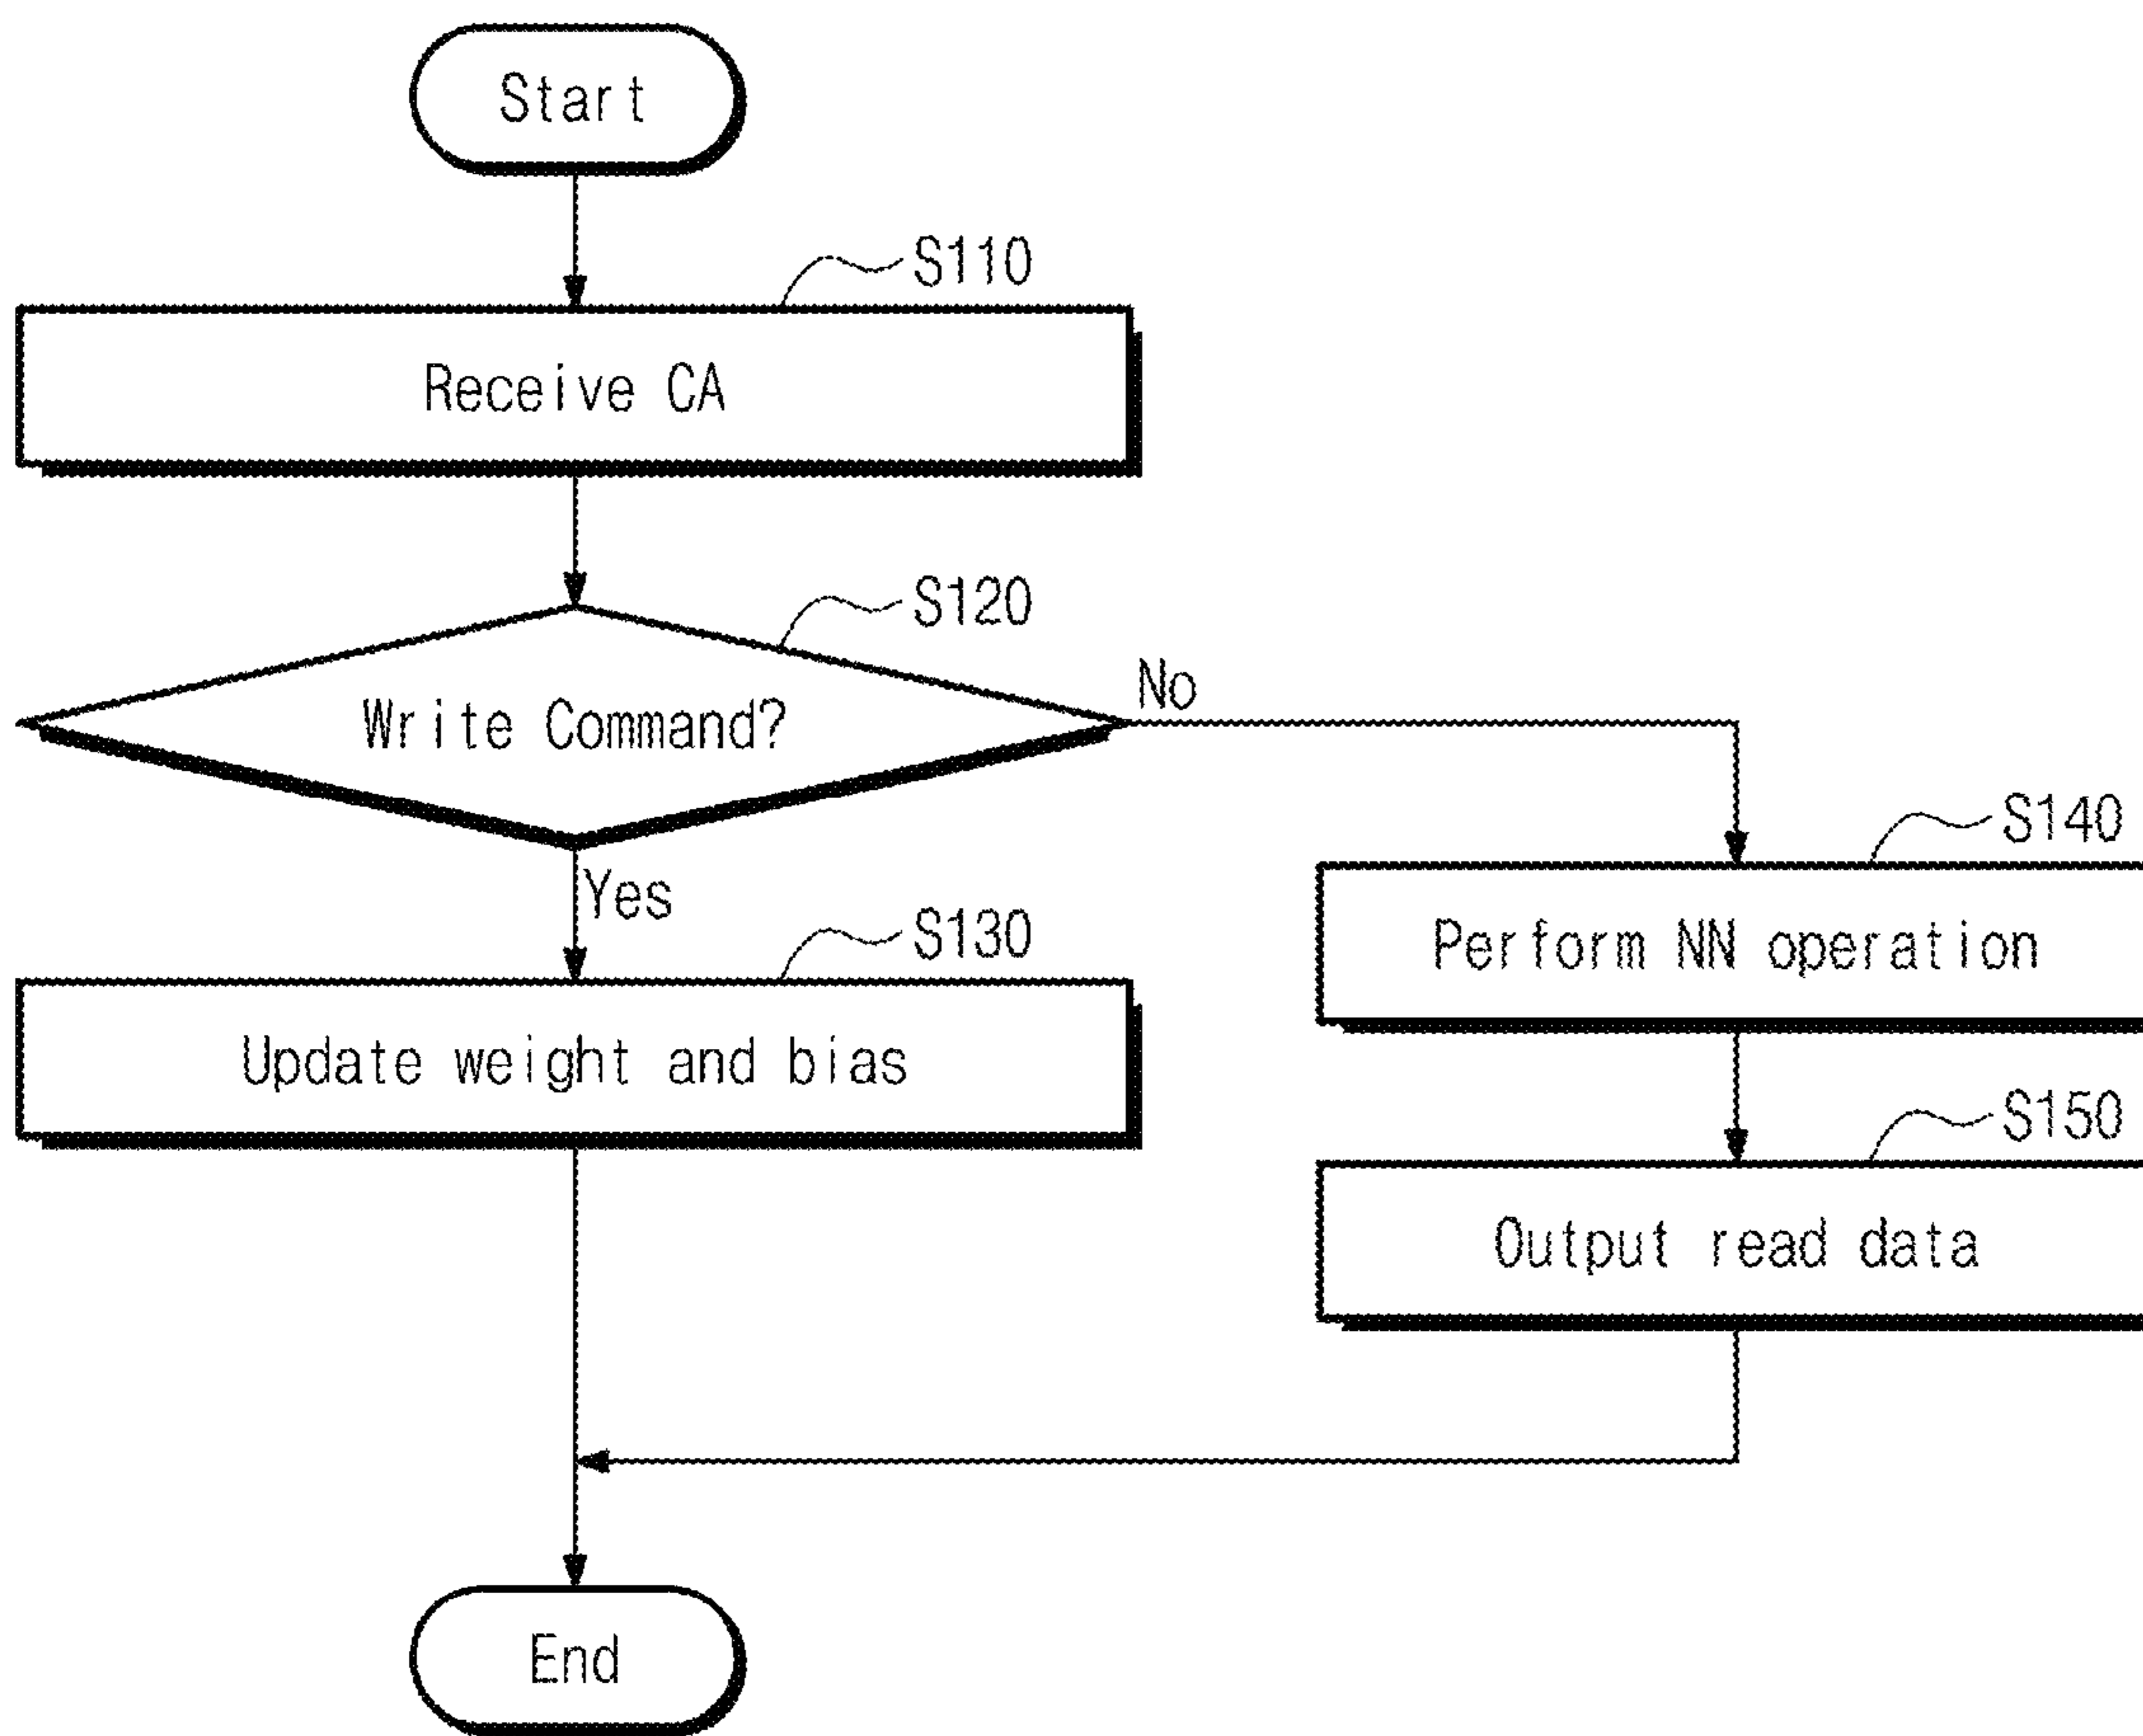 Start
S110
Receive CA
S120
Write Command?
No
Yes
S130
Update weight and bias
S140
Perform NN operation
S150
Output read data
End